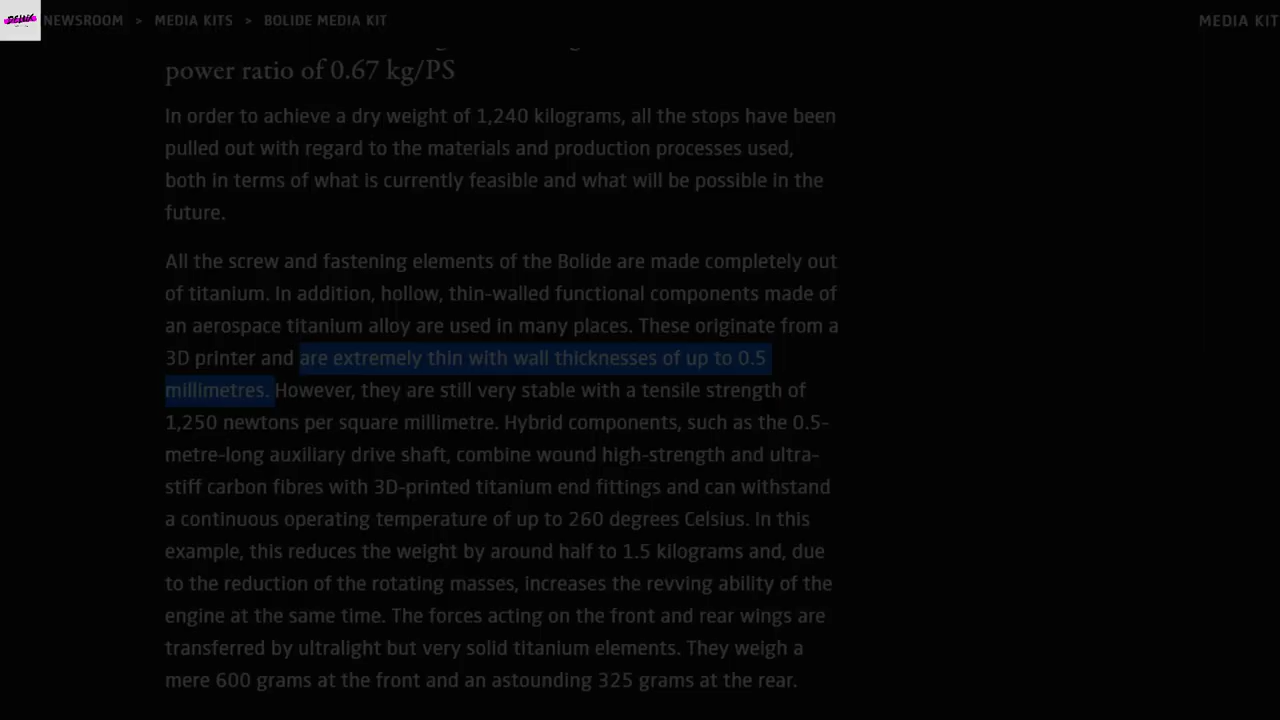 NEWSROOM > MEDIA KITS > BOLIDE MEDIA KIT
MEDIA KIT
power ratio of 0.67 kg/PS
In order to achieve a dry weight of 1,240 kilograms, all the stops have been
pulled out with regard to the materials and production processes used,
both in terms of what is currently feasible and what will be possible in the
future.
All the screw and fastening elements of the Bolide are made completely out
of titanium. In addition, hollow, thin-walled functional components made of
an aerospace titanium alloy are used in many places. These originate from a
3D printer and are extremely thin with wall thicknesses of up to 0.5
millimetres. However, they are still very stable with a tensile strength of
1,250 newtons per square millimetre. Hybrid components, such as the 0.5-
metre-long auxiliary drive shaft, combine wound high-strength and ultra-
stiff carbon fibres with 3D-printed titanium end fittings and can withstand
a continuous operating temperature of up to 260 degrees Celsius. In this
example, this reduces the weight by around half to 1.5 kilograms and, due
to the reduction of the rotating masses, increases the revving ability of the
engine at the same time. The forces acting on the front and rear wings are
transferred by ultralight but very solid titanium elements. They weigh a
mere 600 grams at the front and an astounding 325 grams at the rear.